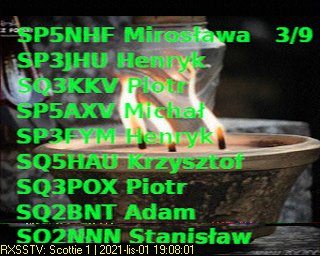 SP5NHF Mirosława 3/9
SP3JHU Henryk
SQ3KKV Piotr
SP5AXV Michał
SP3FYM Henryk
SQ5HAU Krzysztof
SQ3POX Piotr
SQ2BNT Adam
SQ2NNN Stanisław
RXSSTV: Scottie 1 | 2021-lis-01 19:08:01